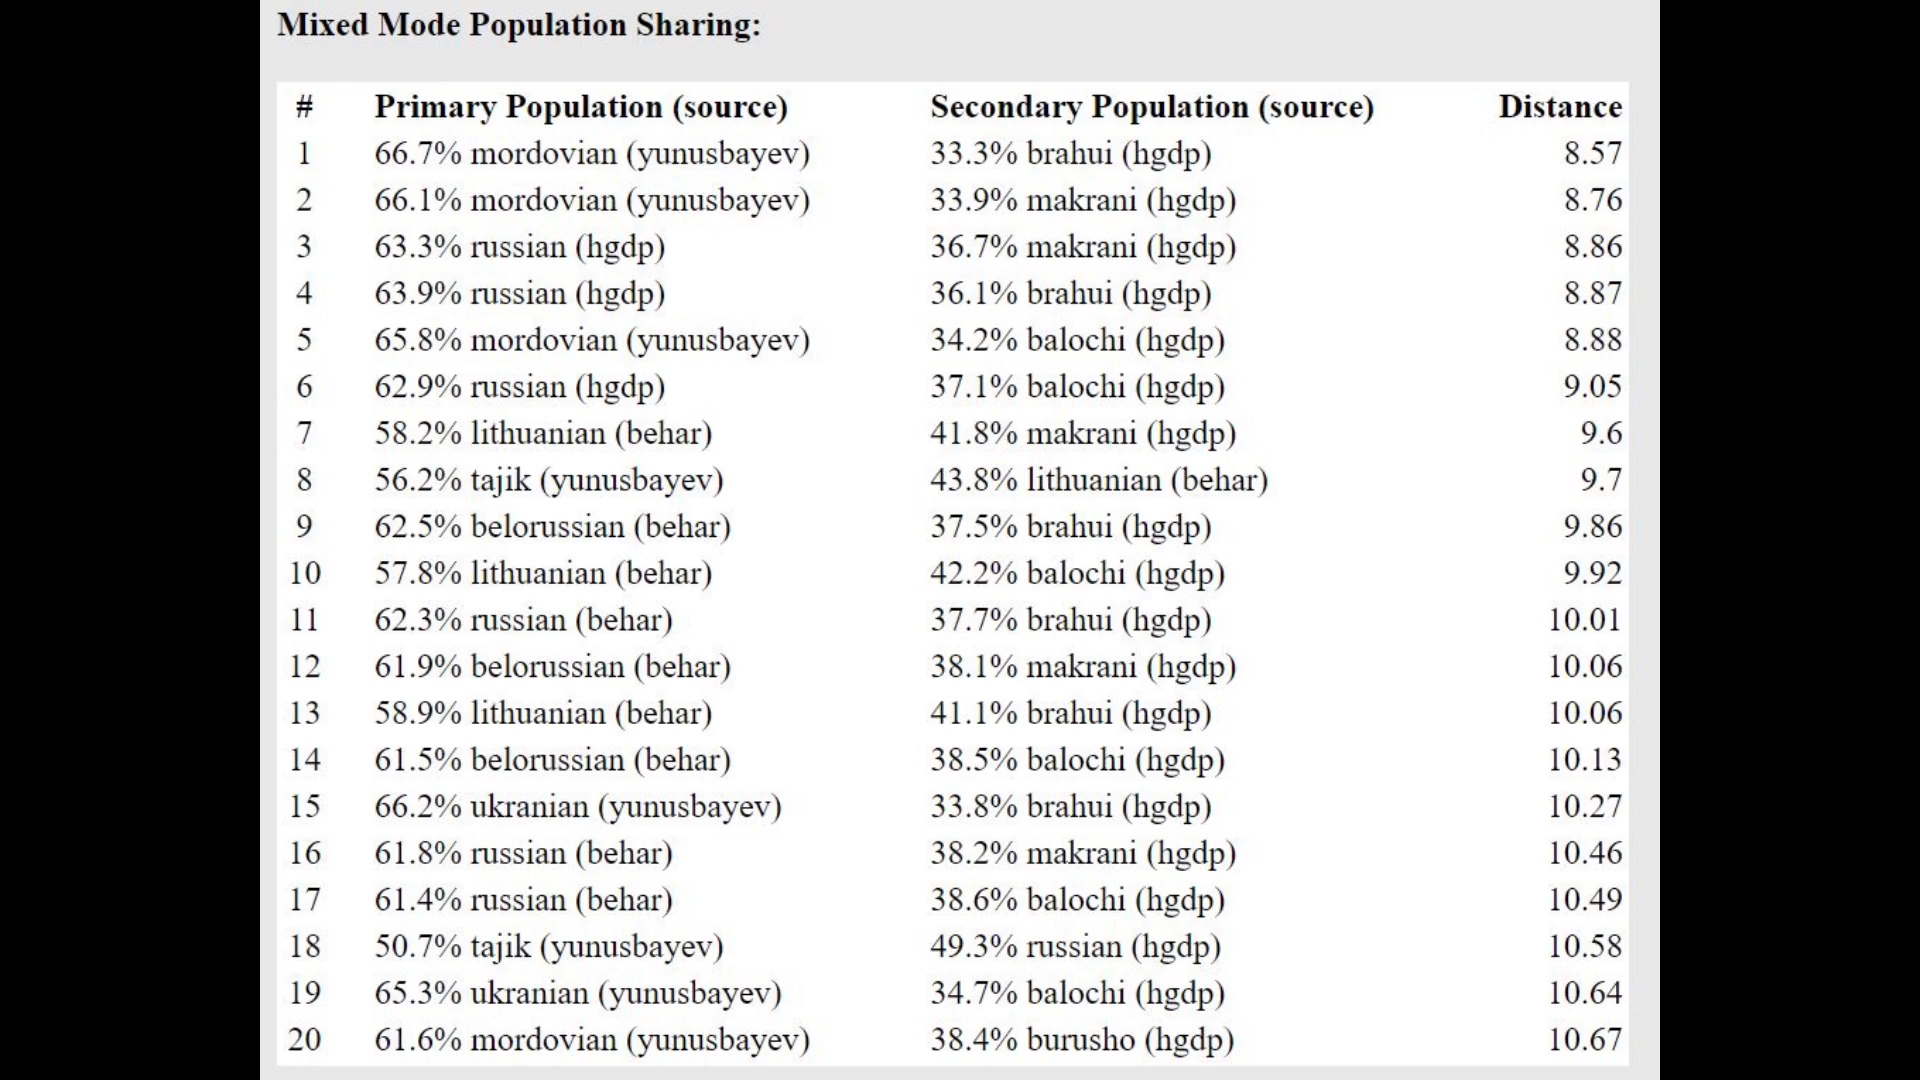 Mixed Mode Population Sharing:
# Primary Population (source) Secondary Population (source) Distance
1 66.7% mordovian (yunusbayev) 33.3% brahui (hgdp) 8.57
2 66.1% mordovian (yunusbayev) 33.9% makrani (hgdp) 8.76
3 63.3% russian (hgdp) 36.7% makrani (hgdp) 8.86
4 63.9% russian (hgdp) 36.1% brahui (hgdp) 8.87
5 65.8% mordovian (yunusbayev) 34.2% balochi (hgdp) 8.88
6 62.9% russian (hgdp) 37.1% balochi (hgdp) 9.05
7 58.2% lithuanian (behar) 41.8% makrani (hgdp) 9.6
8 56.2% tajik (yunusbayev) 43.8% lithuanian (behar) 9.7
9 62.5% belorussian (behar) 37.5% brahui (hgdp) 9.86
10 57.8% lithuanian (behar) 42.2% balochi (hgdp) 9.92
11 62.3% russian (behar) 37.7% brahui (hgdp) 10.01
12 61.9% belorussian (behar) 38.1% makrani (hgdp) 10.06
13 58.9% lithuanian (behar) 41.1% brahui (hgdp) 10.06
14 61.5% belorussian (behar) 38.5% balochi (hgdp) 10.13
15 66.2% ukranian (yunusbayev) 33.8% brahui (hgdp) 10.27
16 61.8% russian (behar) 38.2% makrani (hgdp) 10.46
17 61.4% russian (behar) 38.6% balochi (hgdp) 10.49
18 50.7% tajik (yunusbayev) 49.3% russian (hgdp) 10.58
19 65.3% ukranian (yunusbayev) 34.7% balochi (hgdp) 10.64
20 61.6% mordovian (yunusbayev) 38.4% burusho (hgdp) 10.67